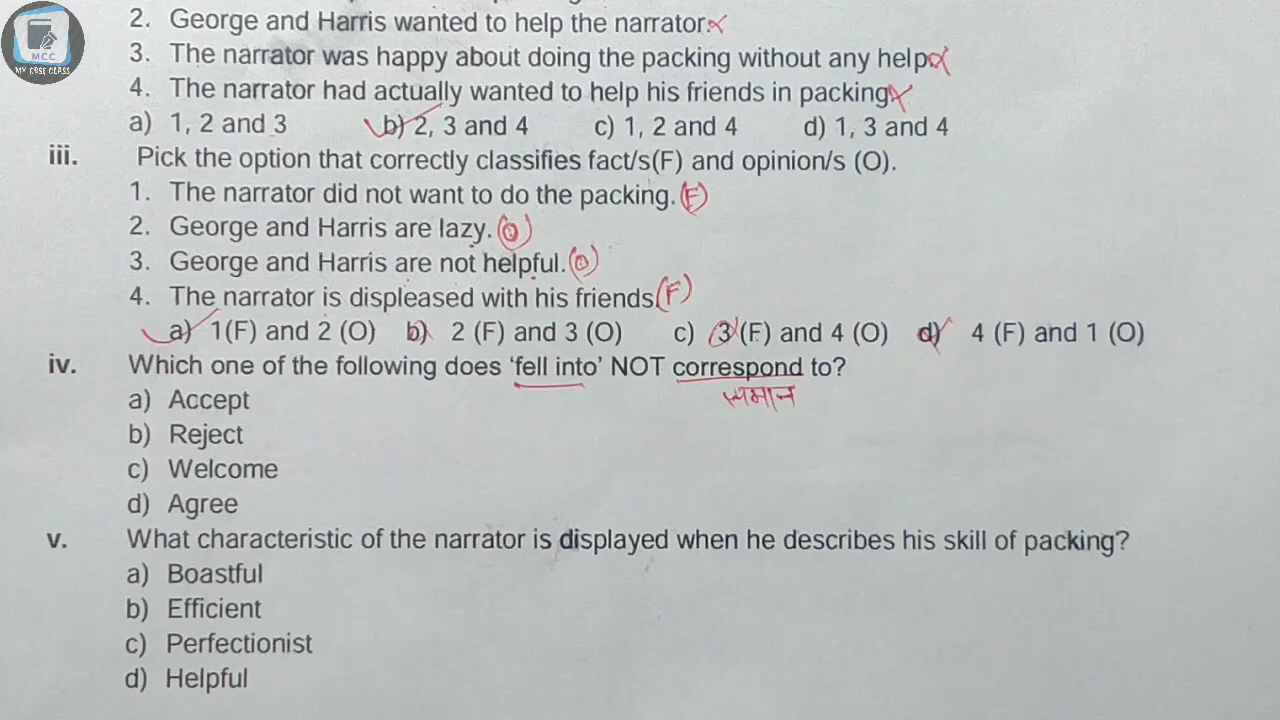 2. George and Harris wanted to help the narrator.
3. The narrator was happy about doing the packing without any help
4. The narrator had actually wanted to help his friends in packing
a) 1, 2 and 3 b) 2, 3 and 4 c) 1, 2 and 4 d) 1, 3 and 4
iii. Pick the option that correctly classifies fact/s(F) and opinion/s (O).
1. The narrator did not want to do the packing. (F)
2. George and Harris are lazy. (O)
3. George and Harris are not helpful. (O)
4. The narrator is displeased with his friends (F)
a) 1(F) and 2 (O) b) 2 (F) and 3 (O) c) 3 (F) and 4 (O) d) 4 (F) and 1 (O)
iv. Which one of the following does ‘fell into’ NOT correspond to?
समान
a) Accept
b) Reject
c) Welcome
d) Agree
v. What characteristic of the narrator is displayed when he describes his skill of packing?
a) Boastful
b) Efficient
c) Perfectionist
d) Helpful
MCC
MY CBSE CLASS